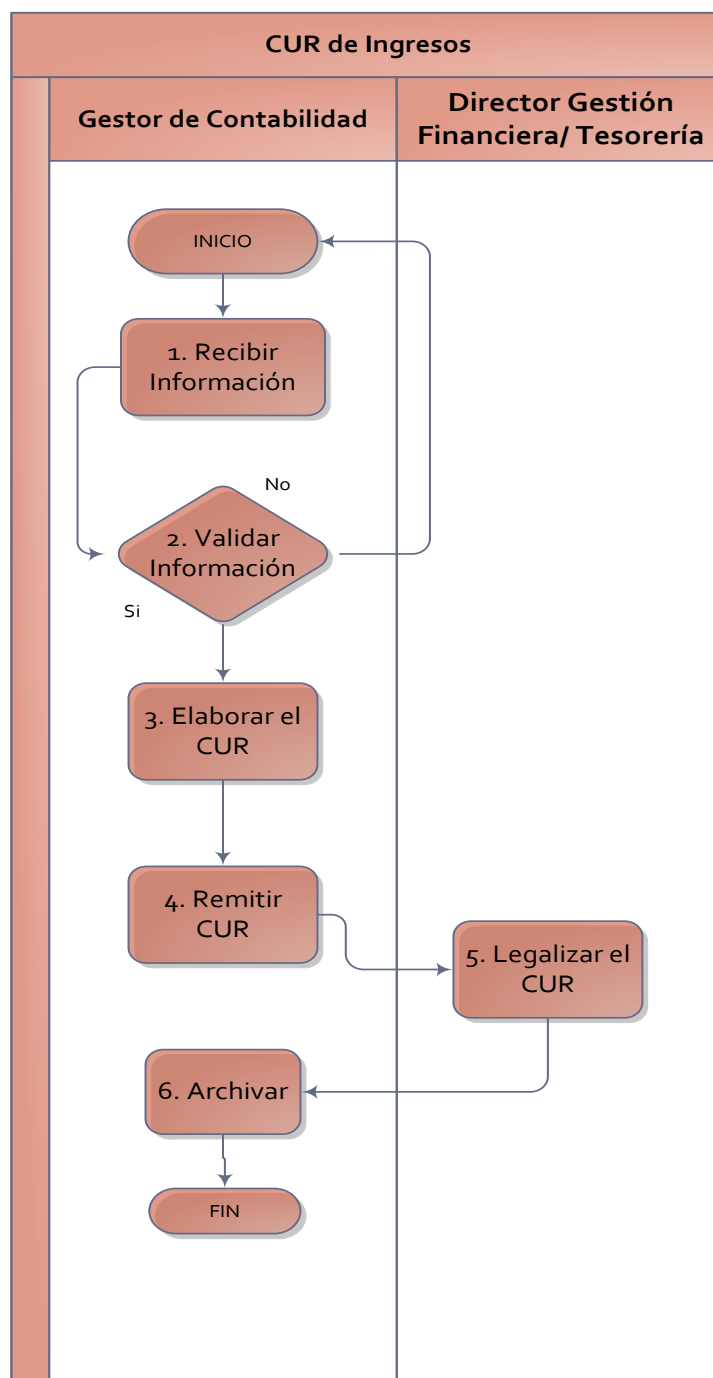 CUR de Ingresos
Gestor de Contabilidad
Director Gestión
Financiera/ Tesorería
INICIO
1. Recibir
Información
No
2. Validar
Información
Si
3. Elaborar el
CUR
4. Remitir
CUR
5. Legalizar el
CUR
6. Archivar
FIN